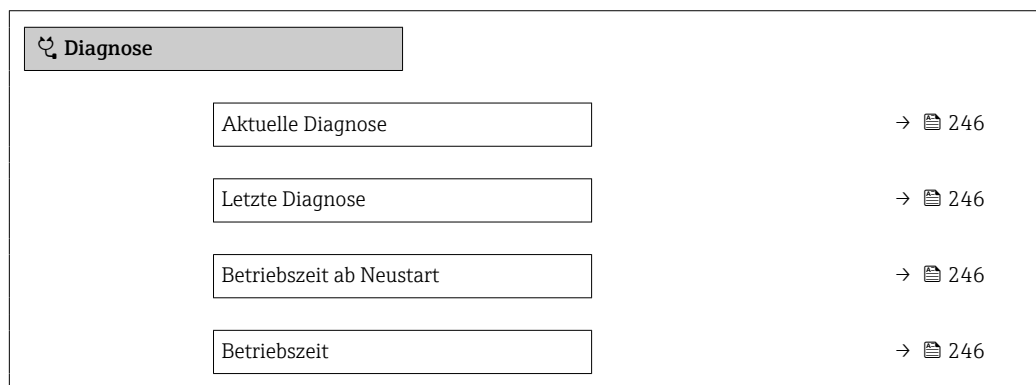 Diagnose
Aktuelle Diagnose → 246
Letzte Diagnose → 246
Betriebszeit ab Neustart → 246
Betriebszeit → 246